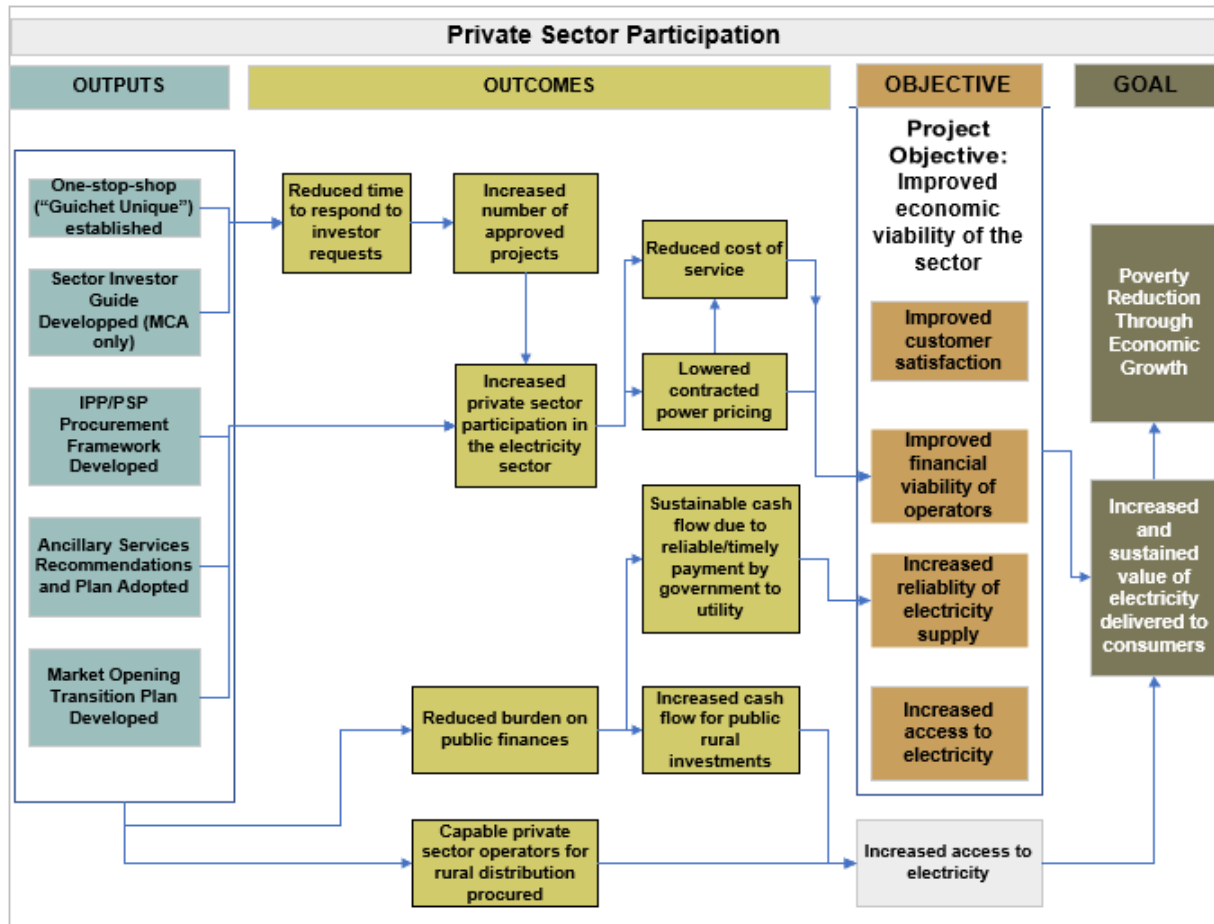 Private Sector Participation
OUTPUTS
OUTCOMES
OBJECTIVE
GOAL
One-stop-shop
(“Guichet Unique”)
established
Sector Investor
Guide
Developped (MCA
only)
IPP/PSP
Procurement
Framework
Developed
Ancillary Services
Recommendations
and Plan Adopted
Market Opening
Transition Plan
Developed
Reduced time
to respond to
investor
requests
Increased
number of
approved
projects
Increased
private sector
participation in
the electricity
sector
Reduced cost of
service
Lowered
contracted
power pricing
Sustainable cash
flow due to
reliable/timely
payment by
government to
utility
Reduced burden on
public finances
Increased cash
flow for public
rural
investments
Capable private
sector operators for
rural distribution
procured
Project
Objective:
Improved
economic
viability of the
sector
Improved
customer
satisfaction
Improved
financial
viability of
operators
Increased
reliablity of
electricity
supply
Increased
access to
electricity
Increased access to
electricity
Poverty
Reduction
Through
Economic
Growth
Increased
and
sustained
value of
electricity
delivered to
consumers